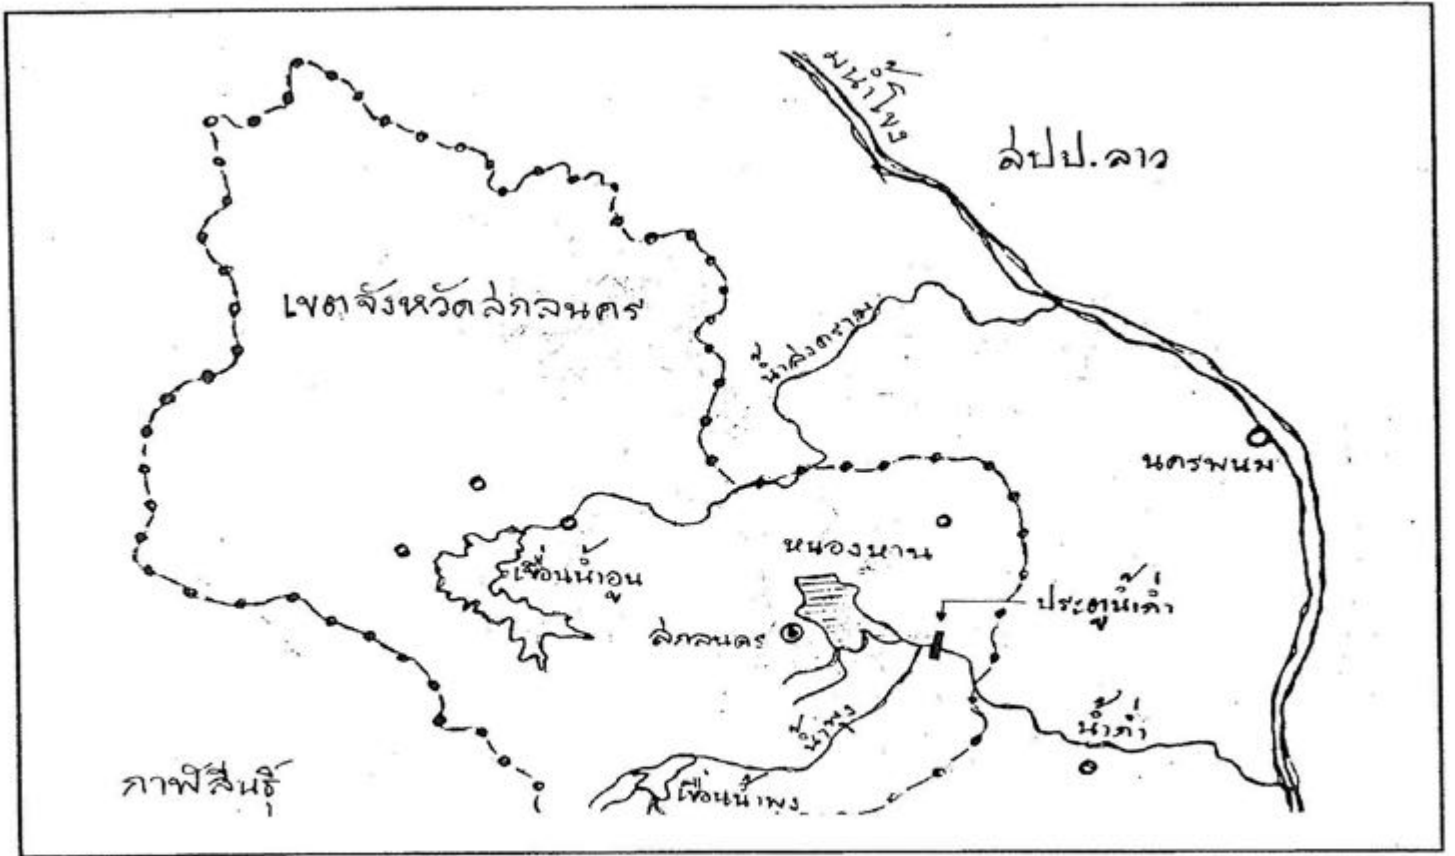 มน้ำโขง
สปป.ลาว
เขตจังหวัดสกลนคร
น้ำสงคราม
นครพนม
หนองหาน
เขื่อนน้ำอูน
ประตูน้ำก่ำ
สกลนคร
น้ำก่ำ
น้ำพุง
กาฬสินธุ์
เขื่อนน้ำพุง